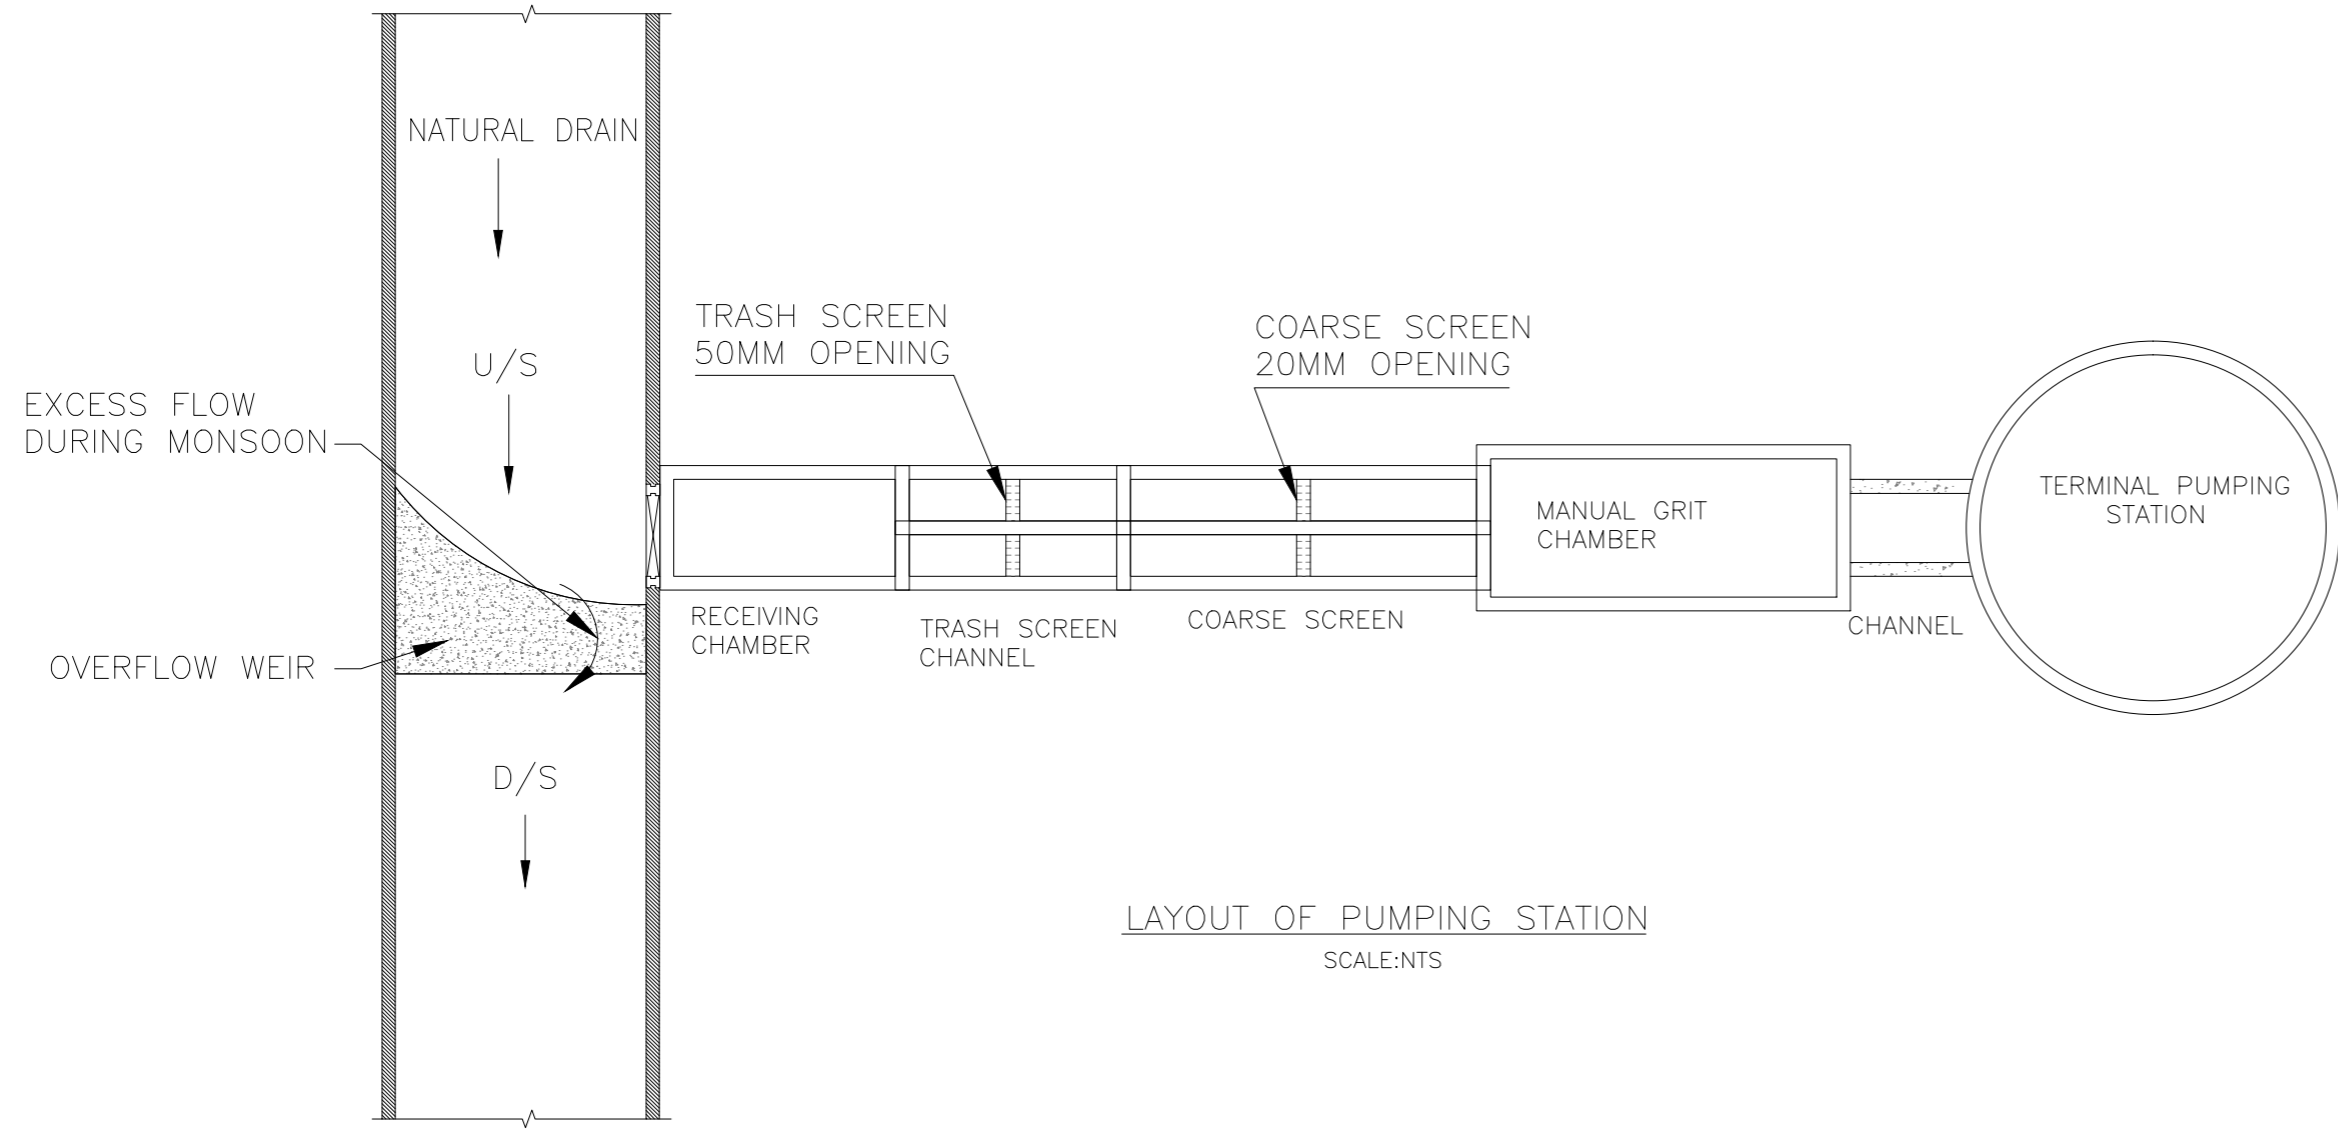 NATURAL DRAIN
U/S
EXCESS FLOW
DURING MONSOON
OVERFLOW WEIR
D/S
TRASH SCREEN
50MM OPENING
COARSE SCREEN
20MM OPENING
RECEIVING
CHAMBER
TRASH SCREEN
CHANNEL
COARSE SCREEN
MANUAL GRIT
CHAMBER
CHANNEL
TERMINAL PUMPING
STATION
LAYOUT OF PUMPING STATION
SCALE:NTS